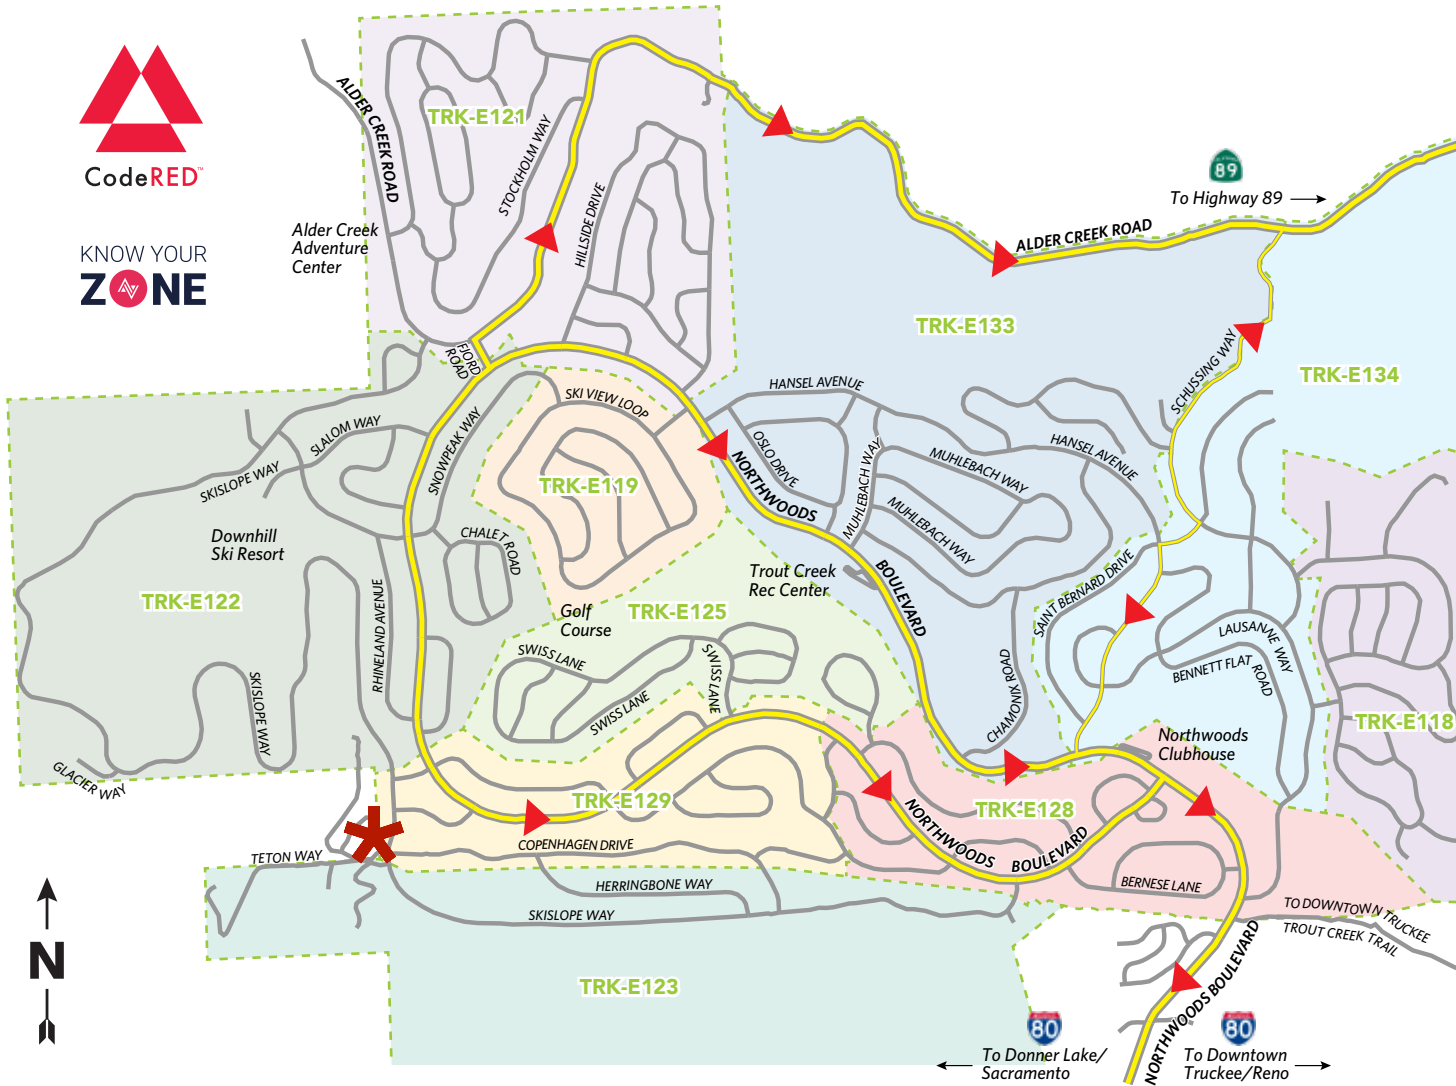 CodeRED™
KNOW YOUR
ZONE
ALDER CREEK ROAD
TRK-E121
STOCKHOLM WAY
HILLSIDE DRIVE
Alder Creek
Adventure
Center
89
To Highway 89
ALDER CREEK ROAD
TRK-E133
SCHUSSING WAY
TRK-E134
FJORD
ROAD
HANSEL AVENUE
SKI VIEW LOOP
SLALOM WAY
SNOWPEAK WAY
SKISLOPE WAY
OSLO DRIVE
NORTHWOODS
MUHLEBACH WAY
MUHLEBACH WAY
HANSEL AVENUE
TRK-E119
MUHLEBACH WAY
Downhill
Ski Resort
CHALET ROAD
TRK-E122
RHINELAND AVENUE
Golf
Course
TRK-E125
Trout Creek
Rec Center
BOULEVARD
SAINT BERNARD DRIVE
LAUSANNE WAY
BENNETT FLAT
ROAD
CHAMONIX ROAD
SWISS LANE
SWISS LANE
SWISS LANE
SKISLOPE WAY
TRK-E118
Northwoods
Clubhouse
GLACIER WAY
TRK-E129
TRK-E128
NORTHWOODS
BOULEVARD
COPENHAGEN DRIVE
TETON WAY
HERRINGBONE WAY
BERNESE LANE
SKISLOPE WAY
TO DOWNTOWN TRUCKEE
TROUT CREEK TRAIL
TRK-E123
NORTHWOODS BOULEVARD
N
80
To Donner Lake/
Sacramento
80
To Downtown
Truckee/Reno